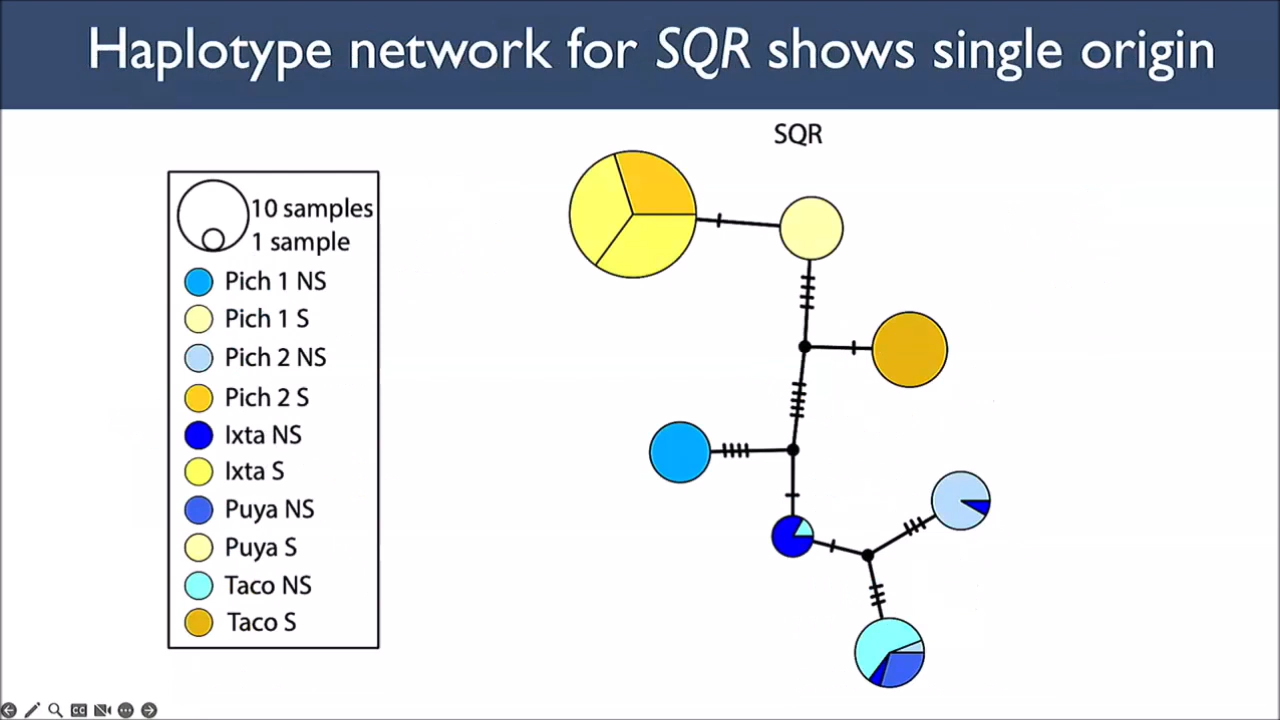 Haplotype network for SQR shows single origin
SQR
10 samples
1 sample
Pich 1 NS
Pich 1 S
Pich 2 NS
Pich 2 S
Ixta NS
Ixta S
Puya NS
Puya S
Taco NS
Taco S
CC